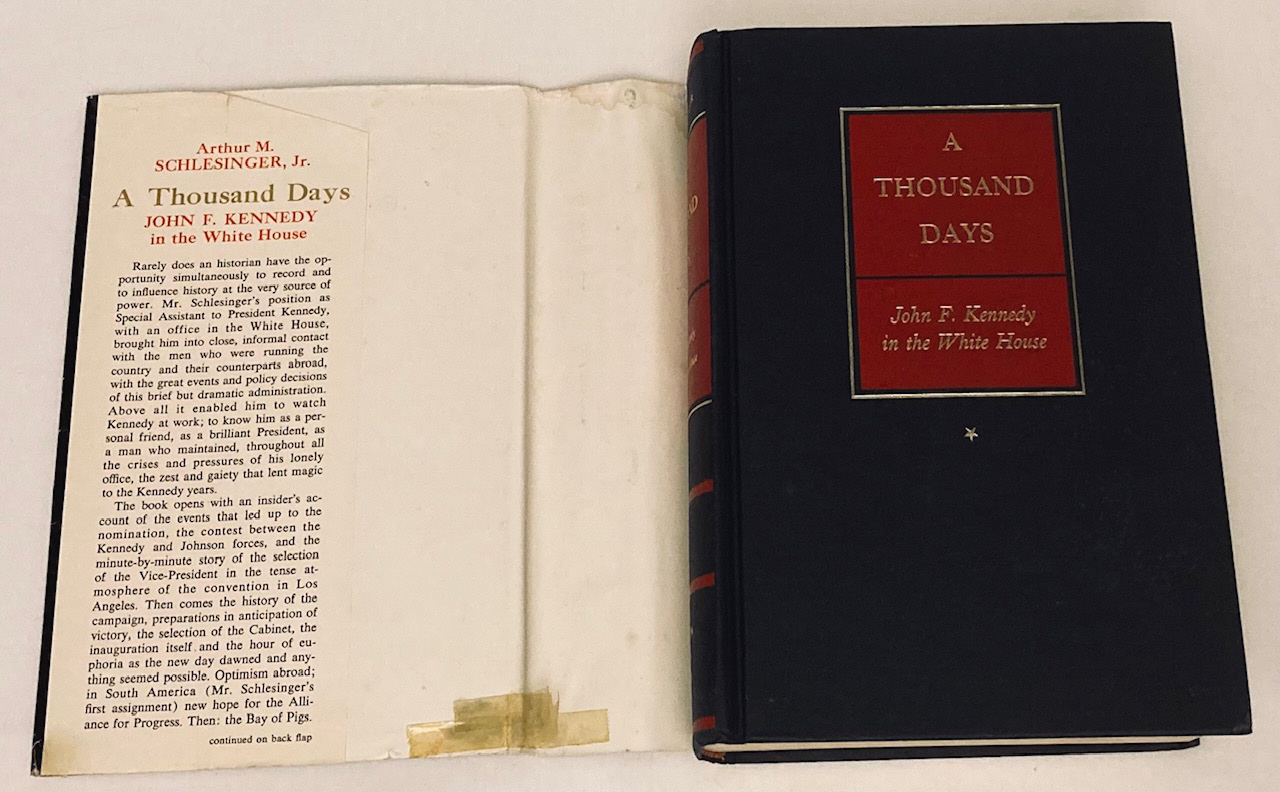 Arthur M.
SCHLESINGER, Jr.
A Thousand Days
JOHN F. KENNEDY
in the White House
Rarely does an historian have the op-
portunity simultaneously to record and
to influence history at the very source of
power. Mr. Schlesinger's position as
Special Assistant to President Kennedy,
with an office in the White House,
brought him into close, informal contact
with the men who were running the
country and their counterparts abroad,
with the great events and policy decisions
of this brief but dramatic administration.
Above all it enabled him to watch
Kennedy at work; to know him as a per-
sonal friend, as a brilliant President, as
a man who maintained, throughout all
the crises and pressures of his lonely
office, the zest and gaiety that lent magic
to the Kennedy years.
The book opens with an insider's ac-
count of the events that led up to the
nomination, the contest between the
Kennedy and Johnson forces, and the
minute-by-minute story of the selection
of the Vice-President in the tense at-
mosphere of the convention in Los
Angeles. Then comes the history of the
campaign, preparations in anticipation of
victory, the selection of the Cabinet, the
inauguration itself and the hour of eu-
phoria as the new day dawned and any-
thing seemed possible. Optimism abroad;
in South America (Mr. Schlesinger's
first assignment) new hope for the Alli-
ance for Progress. Then: the Bay of Pigs.
continued on back flap
A
THOUSAND
DAYS
John F. Kennedy
in the White House